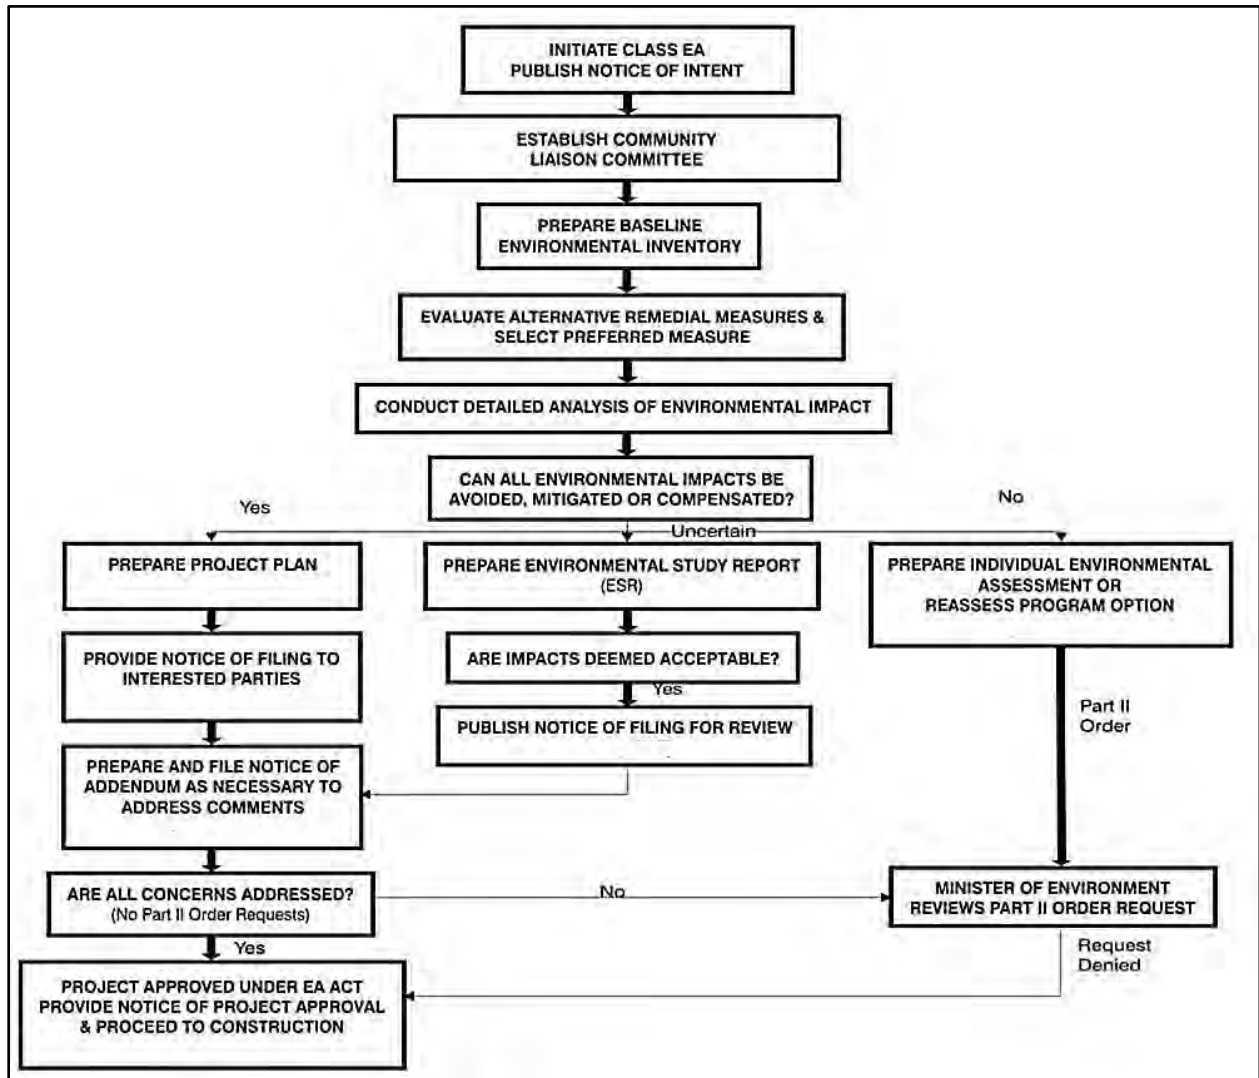 INITIATE CLASS EA
PUBLISH NOTICE OF INTENT
ESTABLISH COMMUNITY
LIAISON COMMITTEE
PREPARE BASELINE
ENVIRONMENTAL INVENTORY
EVALUATE ALTERNATIVE REMEDIAL MEASURES &
SELECT PREFERRED MEASURE
CONDUCT DETAILED ANALYSIS OF ENVIRONMENTAL IMPACT
CAN ALL ENVIRONMENTAL IMPACTS BE
AVOIDED, MITIGATED OR COMPENSATED?
Yes
Uncertain
No
PREPARE PROJECT PLAN
PROVIDE NOTICE OF FILING TO
INTERESTED PARTIES
PREPARE ENVIRONMENTAL STUDY REPORT
(ESR)
ARE IMPACTS DEEMED ACCEPTABLE?
Yes
PUBLISH NOTICE OF FILING FOR REVIEW
PREPARE INDIVIDUAL ENVIRONMENTAL
ASSESSMENT OR
REASSESS PROGRAM OPTION
Part II
Order
PREPARE AND FILE NOTICE OF
ADDENDUM AS NECESSARY TO
ADDRESS COMMENTS
ARE ALL CONCERNS ADDRESSED?
(No Part II Order Requests)
No
MINISTER OF ENVIRONMENT
REVIEWS PART II ORDER REQUEST
Yes
Request
Denied
PROJECT APPROVED UNDER EA ACT
PROVIDE NOTICE OF PROJECT APPROVAL
& PROCEED TO CONSTRUCTION